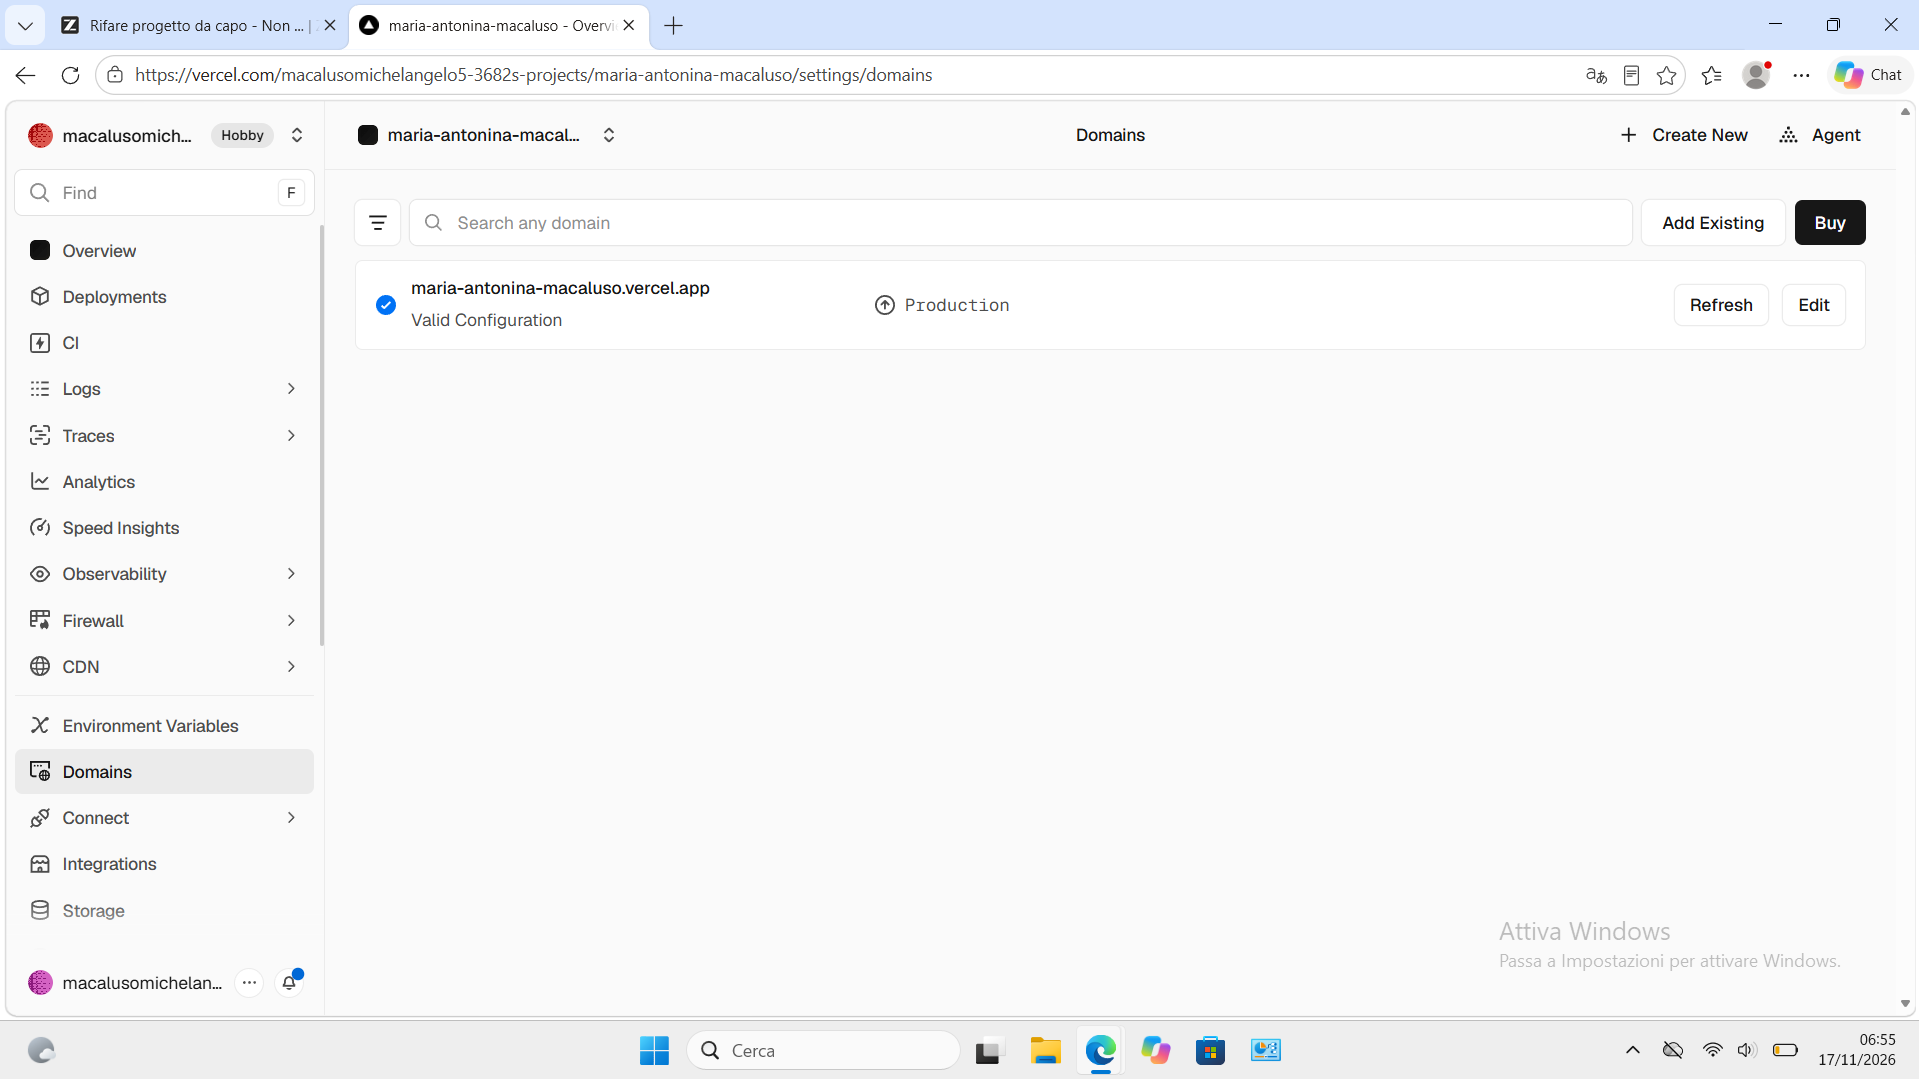 Rifare progetto da capo - Non ... |
maria-antonina-macaluso - Overvi
https://vercel.com/macalusomichelangelo5-3682s-projects/maria-antonina-macaluso/settings/domains
Chat
macalusomich... Hobby
maria-antonina-macal...
Domains
Create New
Agent
Find F
Search any domain
Add Existing
Buy
Overview
Deployments
CI
Logs
Traces
Analytics
Speed Insights
Observability
Firewall
CDN
Environment Variables
Domains
Connect
Integrations
Storage
macalusomichelan...
maria-antonina-macaluso.vercel.app
Valid Configuration
Production
Refresh
Edit
Attiva Windows
Passa a Impostazioni per attivare Windows.
Cerca
06:55
17/11/2026